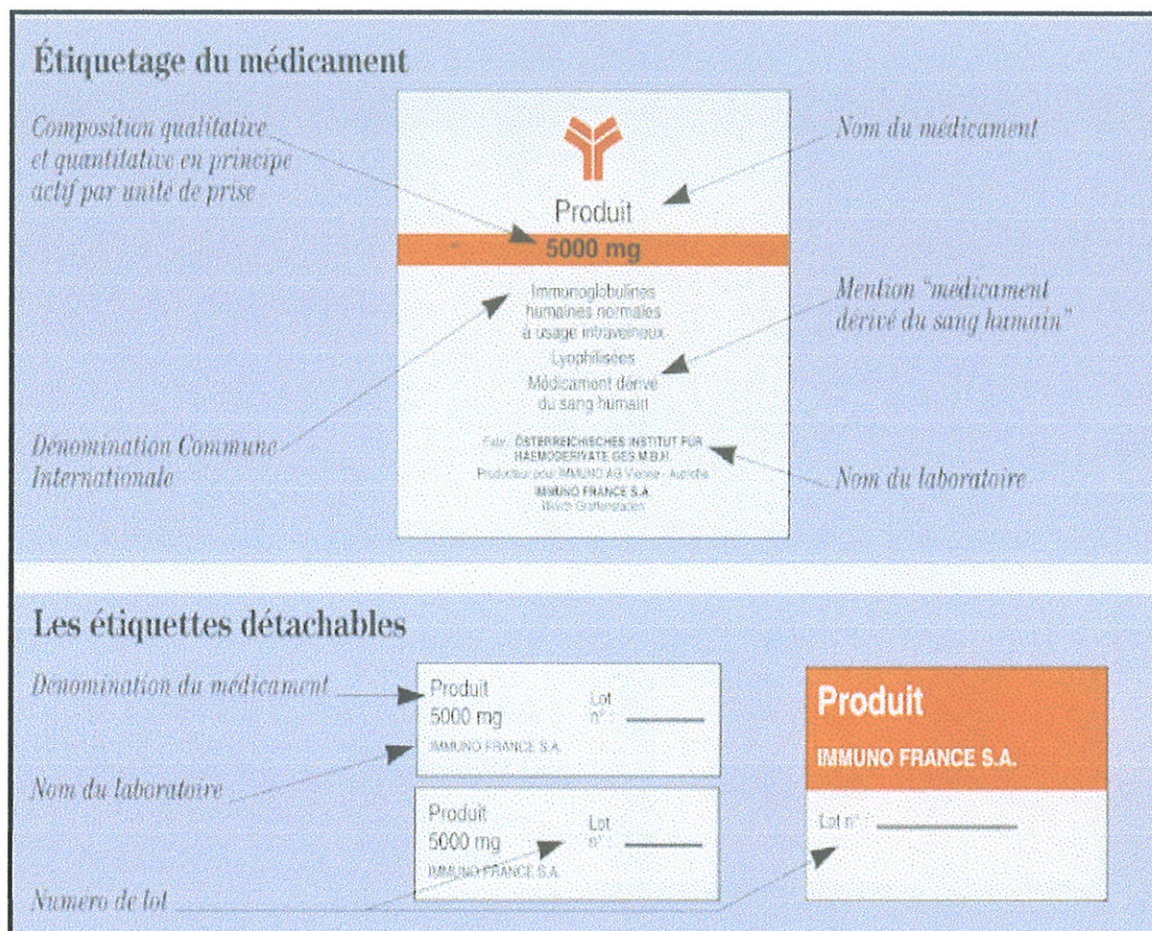 Étiquetage du médicament
Composition qualitative
et quantitative en principe
actif par unité de prise
Nom du médicament
Produit
5000 mg
Immunoglobulines
humaines normales
à usage intraveineux
Lyophilisées
Médicament dérivé
du sang humain
Mention "médicament
dérivé du sang humain"
Dénomination Commune
Internationale
Fabr. : ÖSTERREICHISCHES INSTITUT FÜR
HAEMODERIVATE GES.M.B.H.
Producteur pour IMMUNO AG Vienne - Autriche
IMMUNO FRANCE S.A.
Graffenstaden
Nom du laboratoire
Les étiquettes détachables
Dénomination du médicament
Nom du laboratoire
Numéro de lot
Produit
5000 mg
IMMUNO FRANCE S.A.
Lot
n° :
Produit
5000 mg
IMMUNO FRANCE S.A.
Lot
n° :
Produit
IMMUNO FRANCE S.A.
Lot n° :